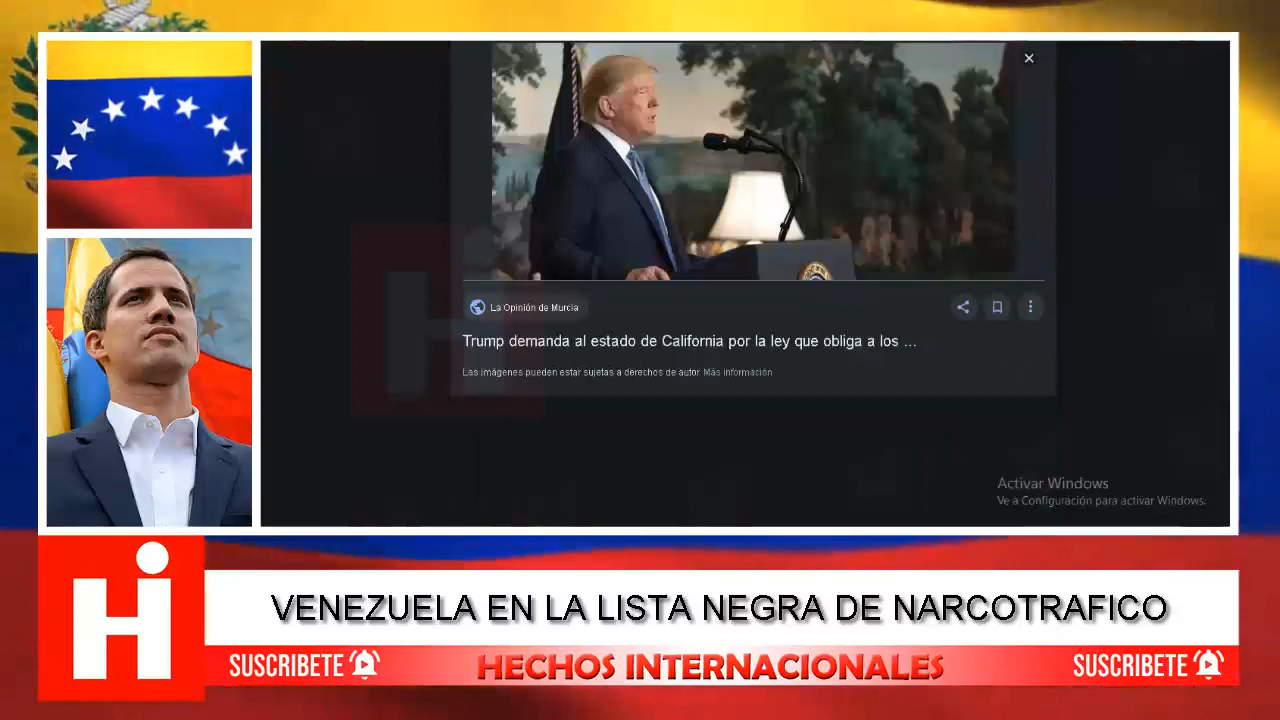 La Opinión de Murcia
Trump demanda al estado de California por la ley que obliga a los ...
Las imágenes pueden estar sujetas a derechos de autor Más información
Activar Windows
Ve a Configuración para activar Windows.
H
Hi
VENEZUELA EN LA LISTA NEGRA DE NARCOTRAFICO
SUSCRIBETE HECHOS INTERNACIONALES SUSCRIBETE